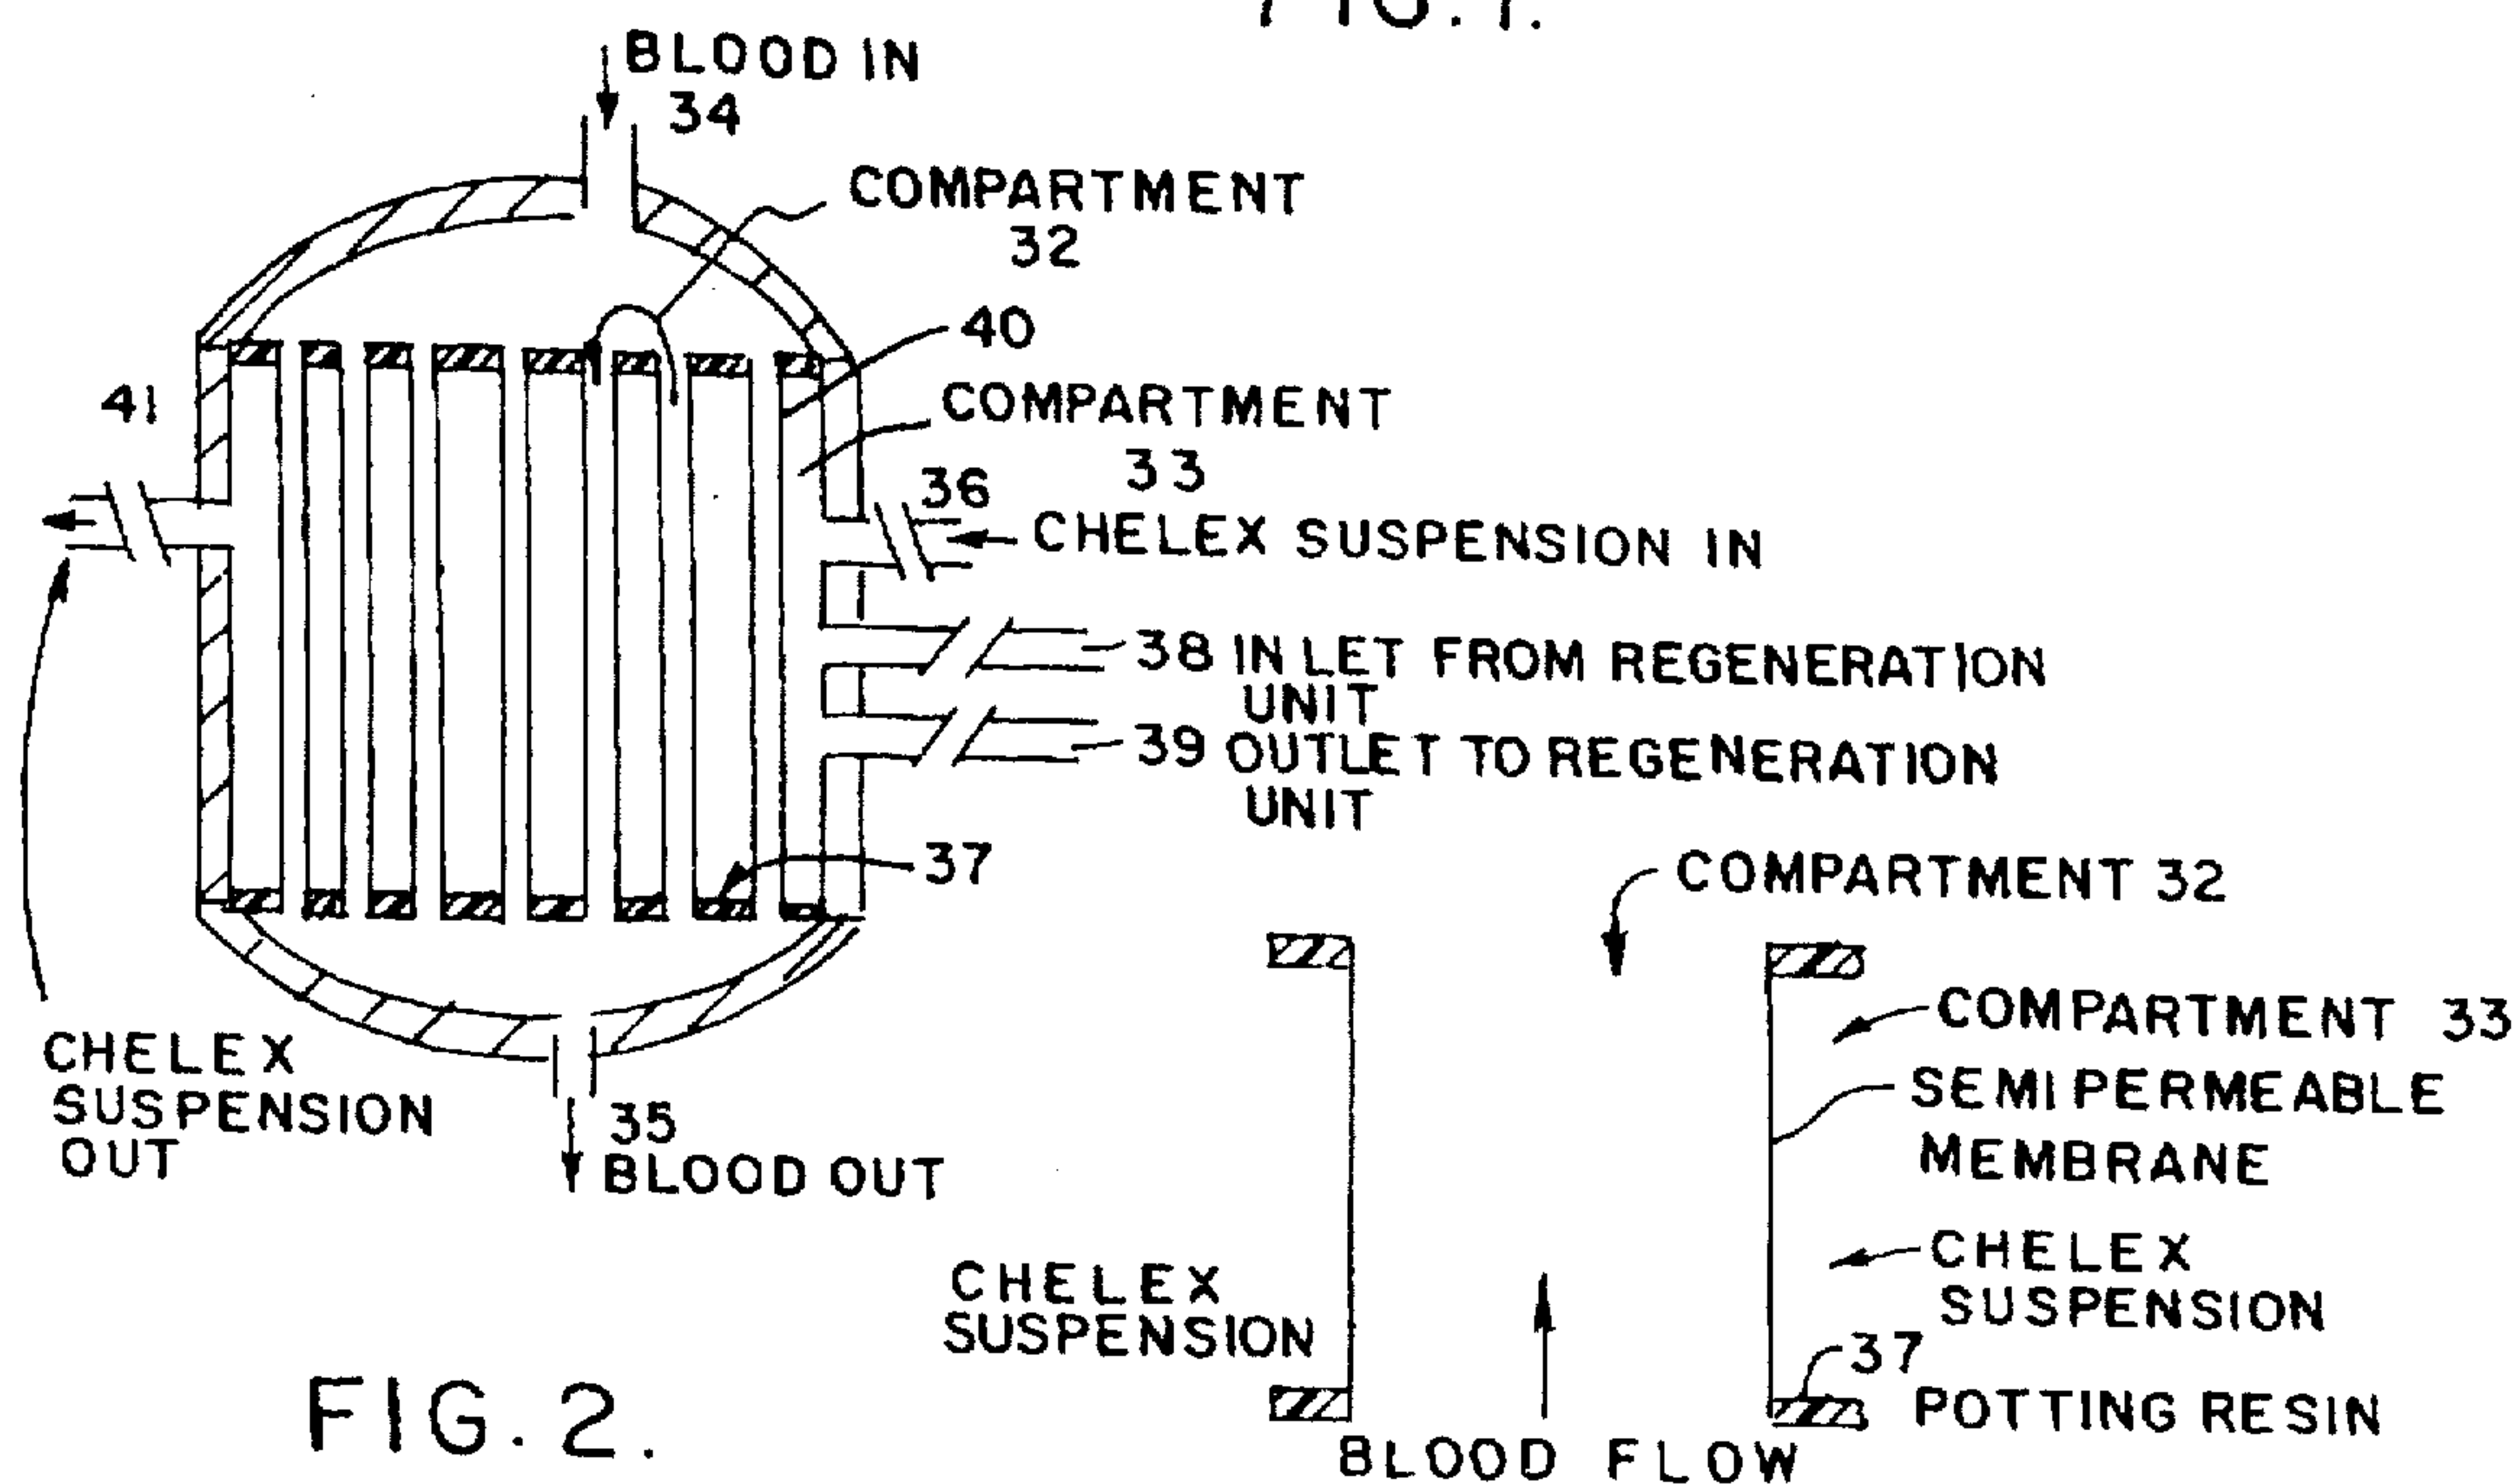 FIG.1.
BLOOD IN
34
COMPARTMENT
32
40
COMPARTMENT
33
41
36
CHELEX SUSPENSION IN
38 INLET FROM REGENERATION
UNIT
39 OUTLET TO REGENERATION
UNIT
37
CHELEX
SUSPENSION
OUT
35
BLOOD OUT
COMPARTMENT 32
COMPARTMENT 33
SEMIPERMEABLE
MEMBRANE
CHELEX
SUSPENSION
CHELEX
SUSPENSION
37
POTTING RESIN
BLOOD FLOW
FIG. 2.